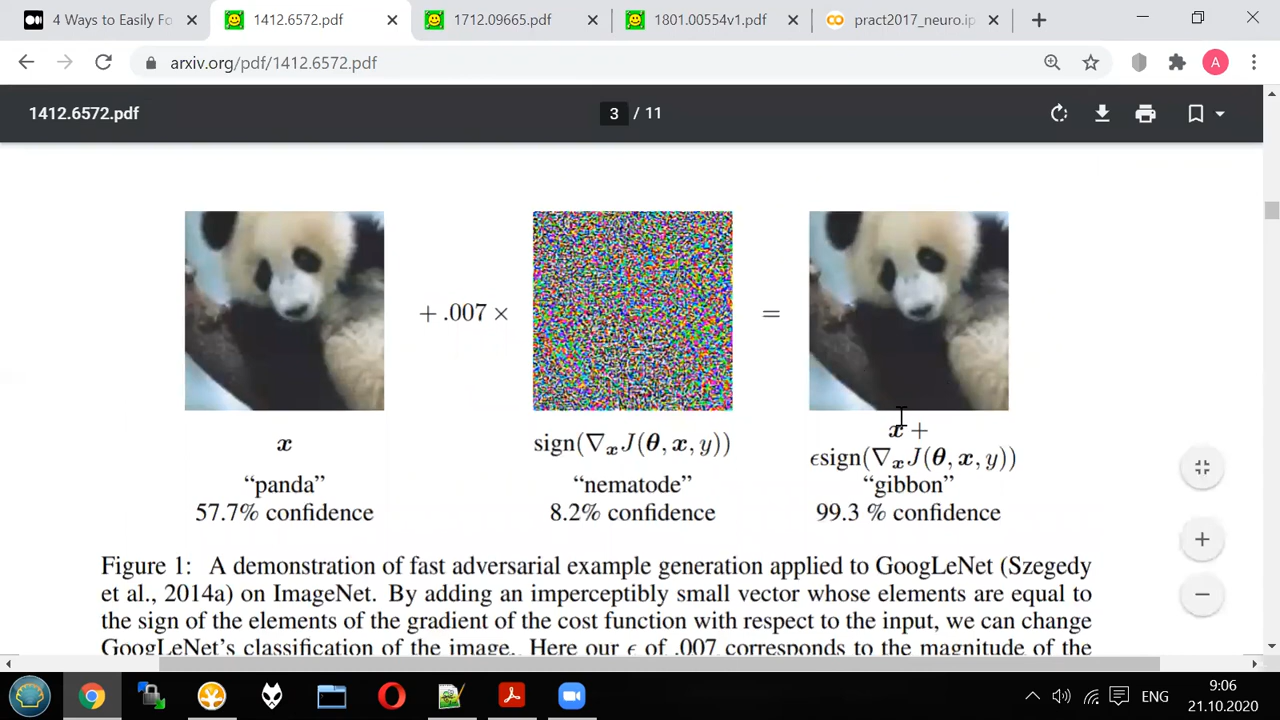 4 Ways to Easily Fo
1412.6572.pdf
1712.09665.pdf
1801.00554v1.pdf
pract2017_neuro.ip
arxiv.org/pdf/1412.6572.pdf
A
1412.6572.pdf
3 / 11
+ .007 ×
=
x
sign(∇ₓJ(θ, x, y))
x +
ϵsign(∇ₓJ(θ, x, y))
“panda”
“nematode”
“gibbon”
57.7% confidence
8.2% confidence
99.3 % confidence
Figure 1: A demonstration of fast adversarial example generation applied to GoogLeNet (Szegedy
et al., 2014a) on ImageNet. By adding an imperceptibly small vector whose elements are equal to
the sign of the elements of the gradient of the cost function with respect to the input, we can change
GoogLeNet's classification of the image. Here our ϵ of .007 corresponds to the magnitude of the
ENG
9:06
21.10.2020